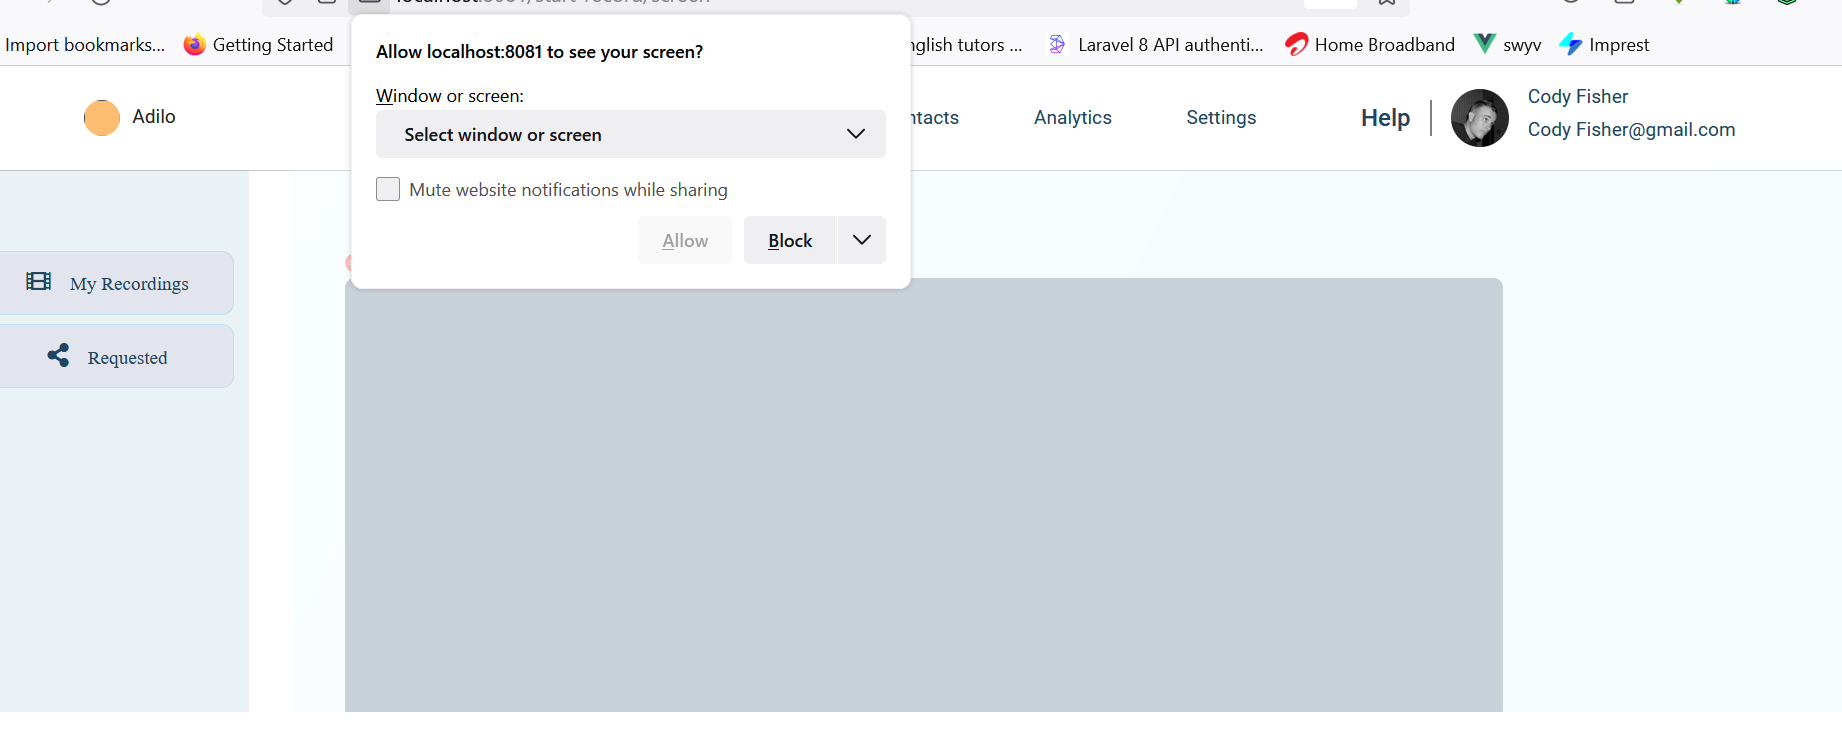 Import bookmarks...
Getting Started
nglish tutors ...
Laravel 8 API authenti...
Home Broadband
swyv
Imprest
Allow localhost:8081 to see your screen?
Window or screen:
Select window or screen
Mute website notifications while sharing
Allow
Block
Adilo
ntacts
Analytics
Settings
Help
Cody Fisher
Cody Fisher@gmail.com
My Recordings
Requested